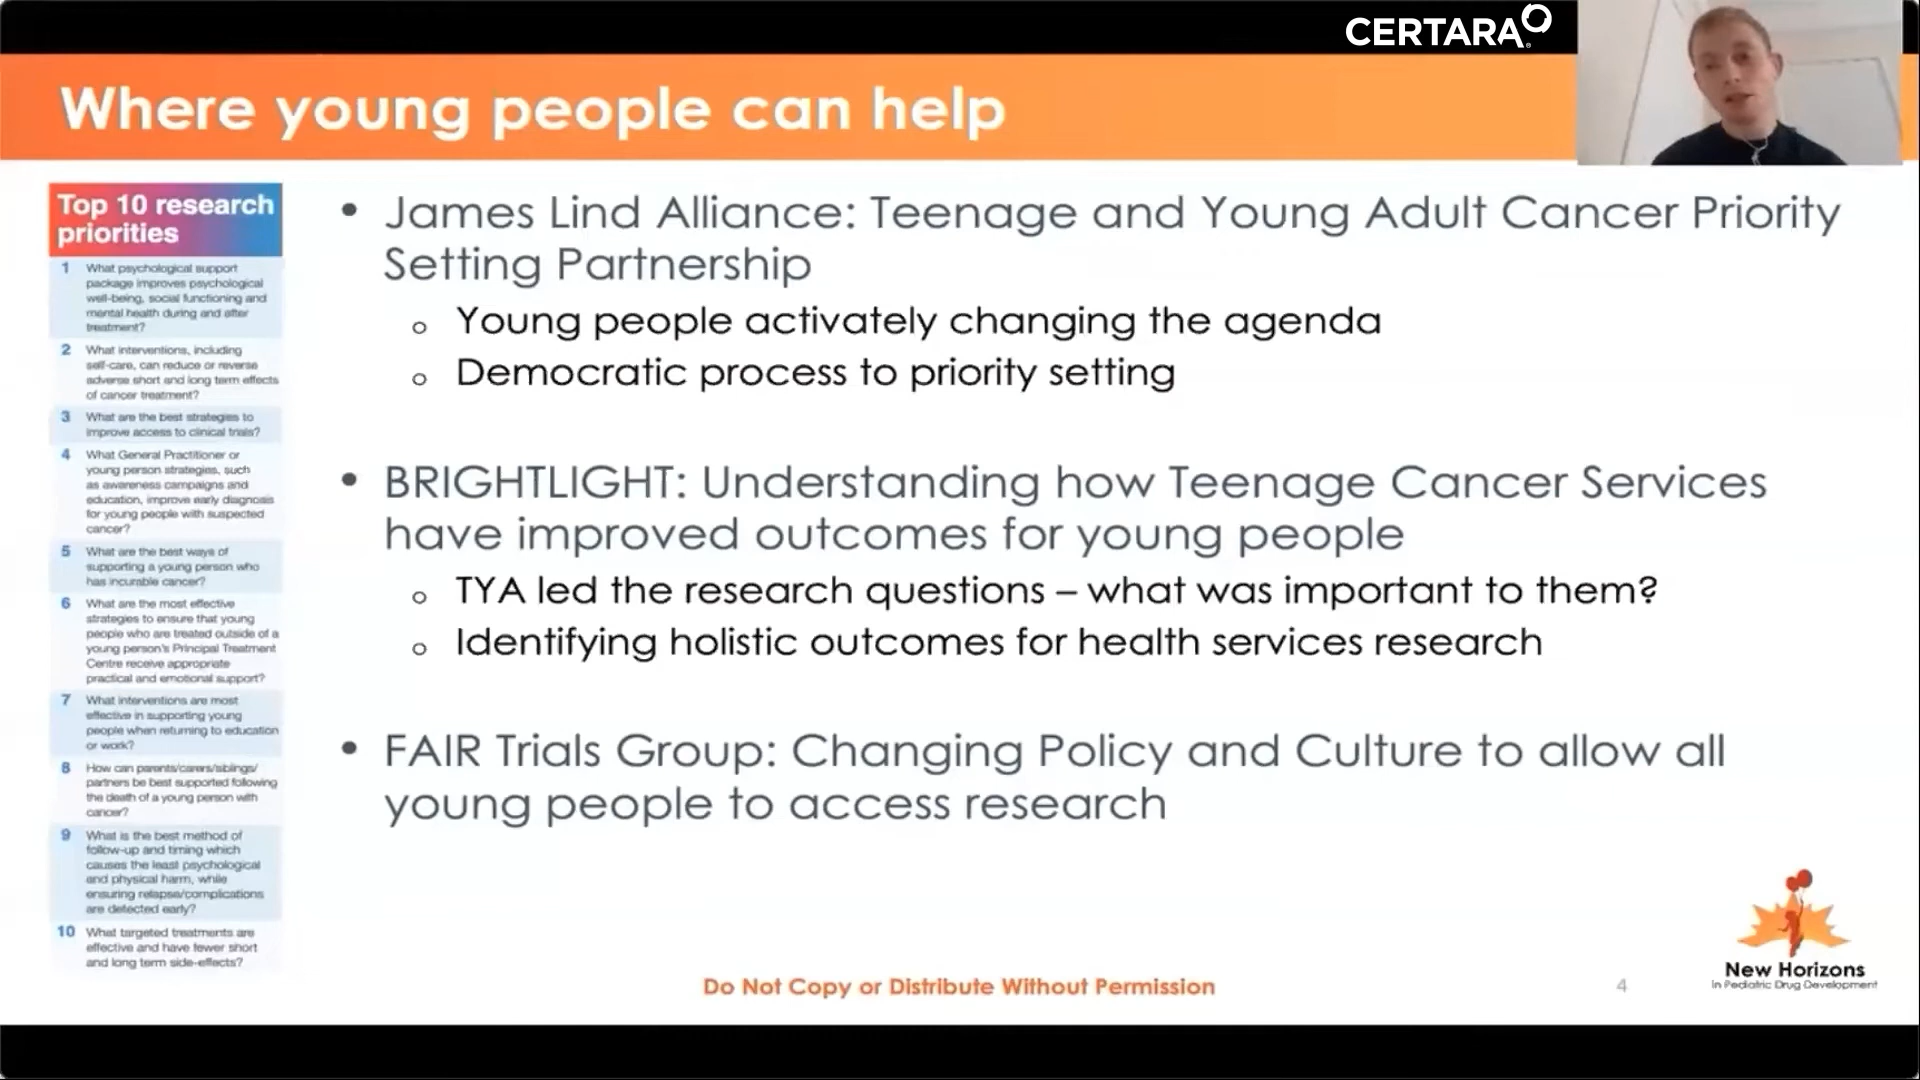 CERTARA
Where young people can help
Top 10 research
priorities
1 What psychological support
package improves psychological
well-being, social functioning and
mental health during and after
treatment?
2 What interventions, including
self-care, can reduce or reverse
adverse short and long term effects
of cancer treatment?
3 What are the best strategies to
improve access to clinical trials?
4 What General Practitioner or
young person strategies, such
as awareness campaigns and
education, improve early diagnosis
for young people with suspected
cancer?
5 What are the best ways of
supporting a young person who
has incurable cancer?
6 What are the most effective
strategies to ensure that young
people who are treated outside of a
young person's Principal Treatment
Centre receive appropriate
practical and emotional support?
7 What interventions are most
effective in supporting young
people when returning to education
or work?
8 How can parents/carers/siblings/
partners be best supported following
the death of a young person with
cancer?
9 What is the best method of
follow-up and timing which
causes the least psychological
and physical harm, while
ensuring relapse/complications
are detected early?
10 What targeted treatments are
effective and have fewer short
and long term side-effects?
• James Lind Alliance: Teenage and Young Adult Cancer Priority
Setting Partnership
o Young people activately changing the agenda
o Democratic process to priority setting
• BRIGHTLIGHT: Understanding how Teenage Cancer Services
have improved outcomes for young people
o TYA led the research questions – what was important to them?
o Identifying holistic outcomes for health services research
• FAIR Trials Group: Changing Policy and Culture to allow all
young people to access research
Do Not Copy or Distribute Without Permission
4
New Horizons
In Pediatric Drug Development